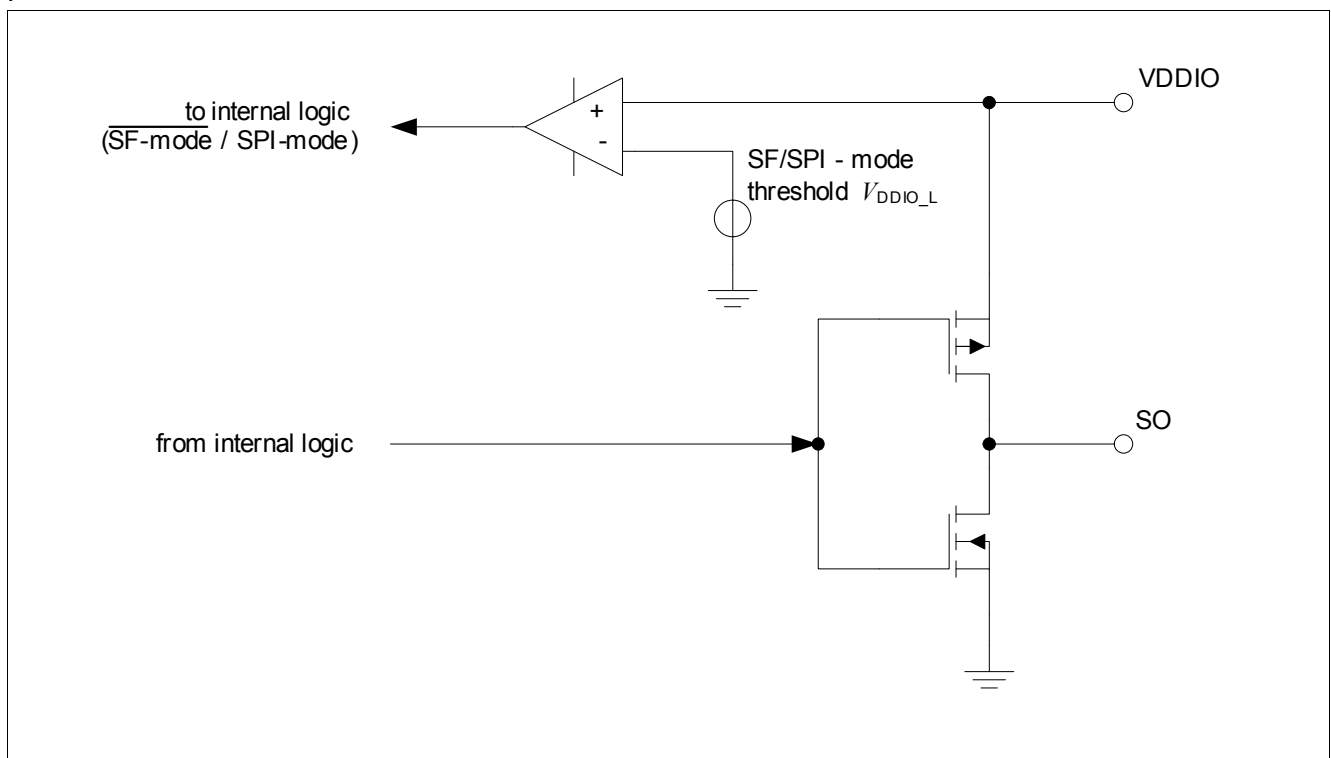 VDDIO
to internal logic
(SF-mode / SPI-mode)
+
-
SF/SPI - mode
threshold VDDIO_L
SO
from internal logic